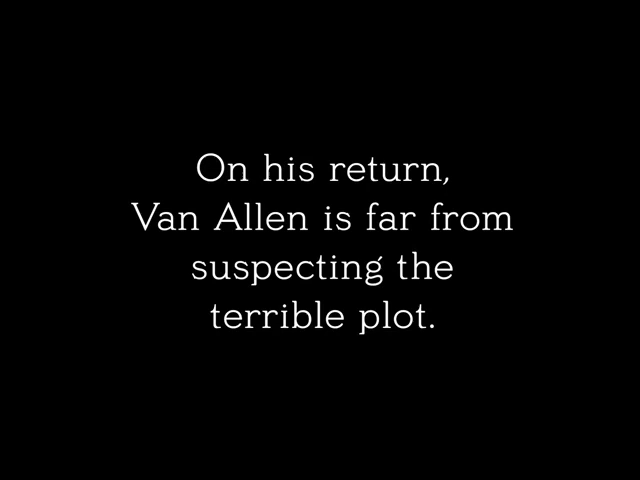 On his return,
Van Allen is far from
suspecting the
terrible plot.